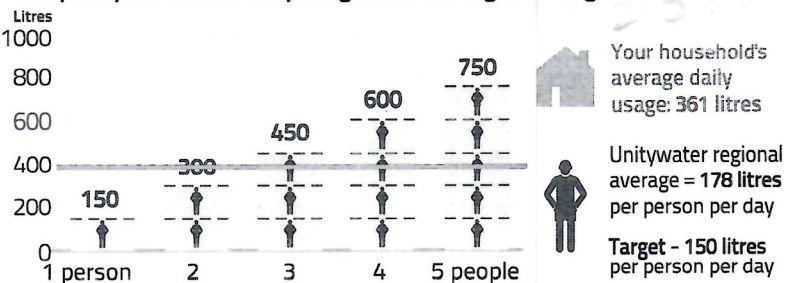 Litres
1000
800
600
400
200
0
150
300
450
600
750
1 person
2
3
4
5 people
Your household's
average daily
usage: 361 litres
Unitywater regional
average = 178 litres
per person per day
Target - 150 litres
per person per day